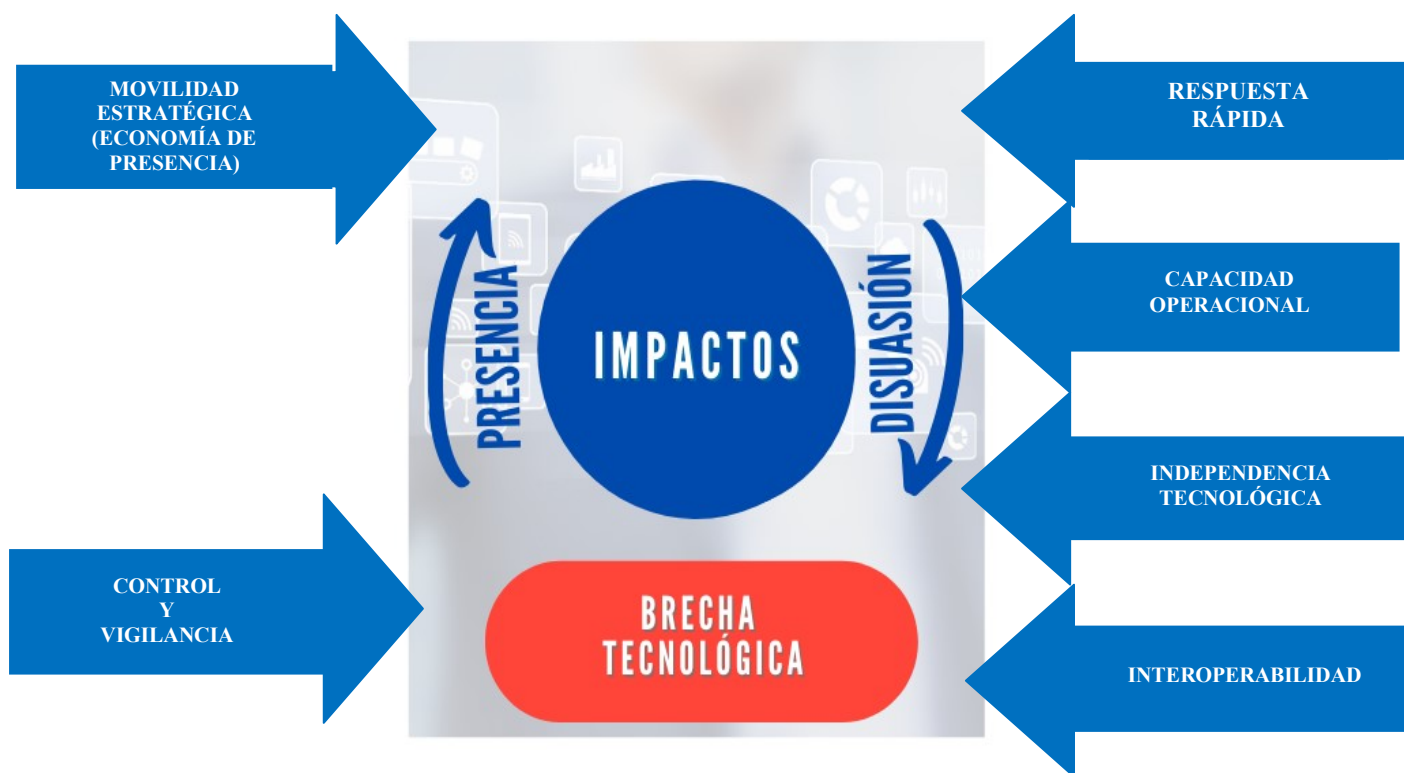 MOVILIDAD
ESTRATÉGICA
(ECONOMÍA DE
PRESENCIA)
CONTROL
Y
VIGILANCIA
PRESENCIA
IMPACTOS
DISUASIÓN
BRECHA
TECNOLÓGICA
RESPUESTA
RÁPIDA
CAPACIDAD
OPERACIONAL
INDEPENDENCIA
TECNOLÓGICA
INTEROPERABILIDAD